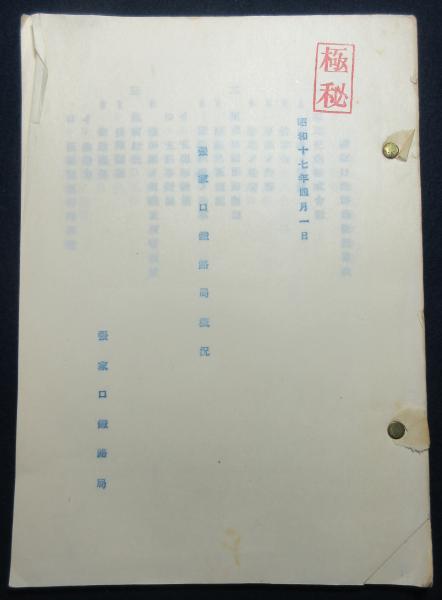 極秘
昭和十七年四月一日
張家口鐵路局概況
張家口鐵路局